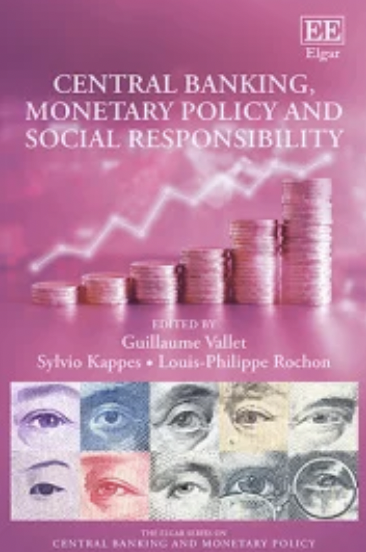 EE
Elgar
CENTRAL BANKING,
MONETARY POLICY AND
SOCIAL RESPONSIBILITY
EDITED BY
Guillaume Vallet
Sylvio Kappes • Louis-Philippe Rochon
THE ELGAR SERIES ON
CENTRAL BANKING AND MONETARY POLICY